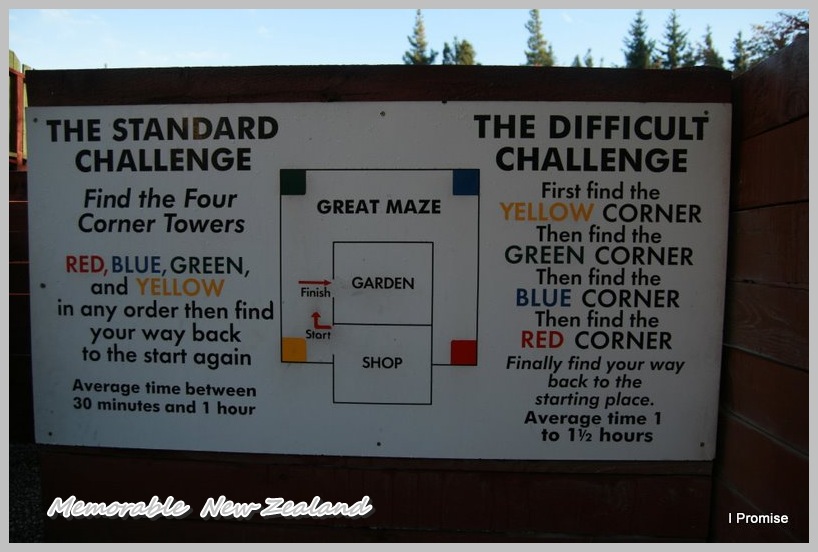 THE STANDARD
CHALLENGE
Find the Four
Corner Towers
RED, BLUE, GREEN,
and YELLOW
in any order then find
your way back
to the start again
Average time between
30 minutes and 1 hour
GREAT MAZE
GARDEN
Finish
Start
SHOP
THE DIFFICULT
CHALLENGE
First find the
YELLOW CORNER
Then find the
GREEN CORNER
Then find the
BLUE CORNER
Then find the
RED CORNER
Finally find your way
back to the
starting place.
Average time 1
to 1½ hours
Memorable New Zealand
I Promise